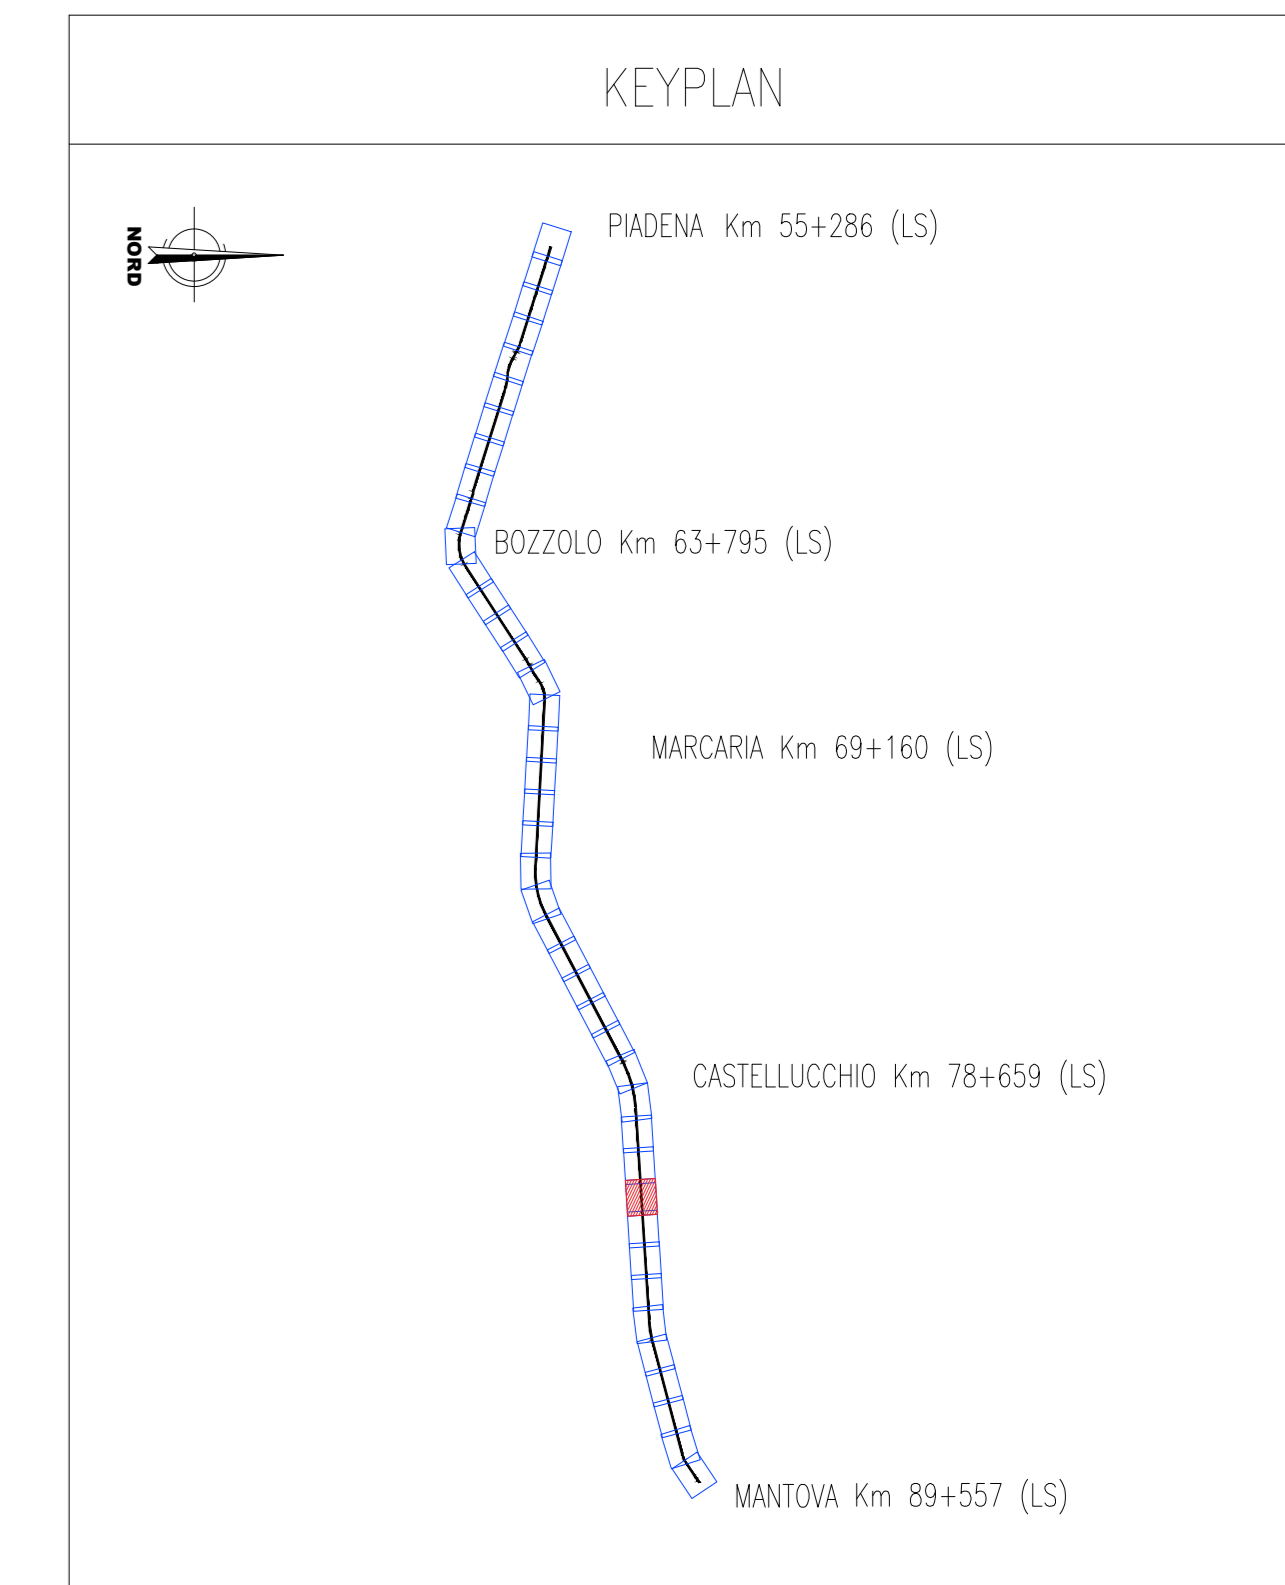 KEYPLAN
NORD
PIADENA Km 55+286 (LS)
BOZZOLO Km 63+795 (LS)
MARCARIA Km 69+160 (LS)
CASTELLUCCHIO Km 78+659 (LS)
MANTOVA Km 89+557 (LS)